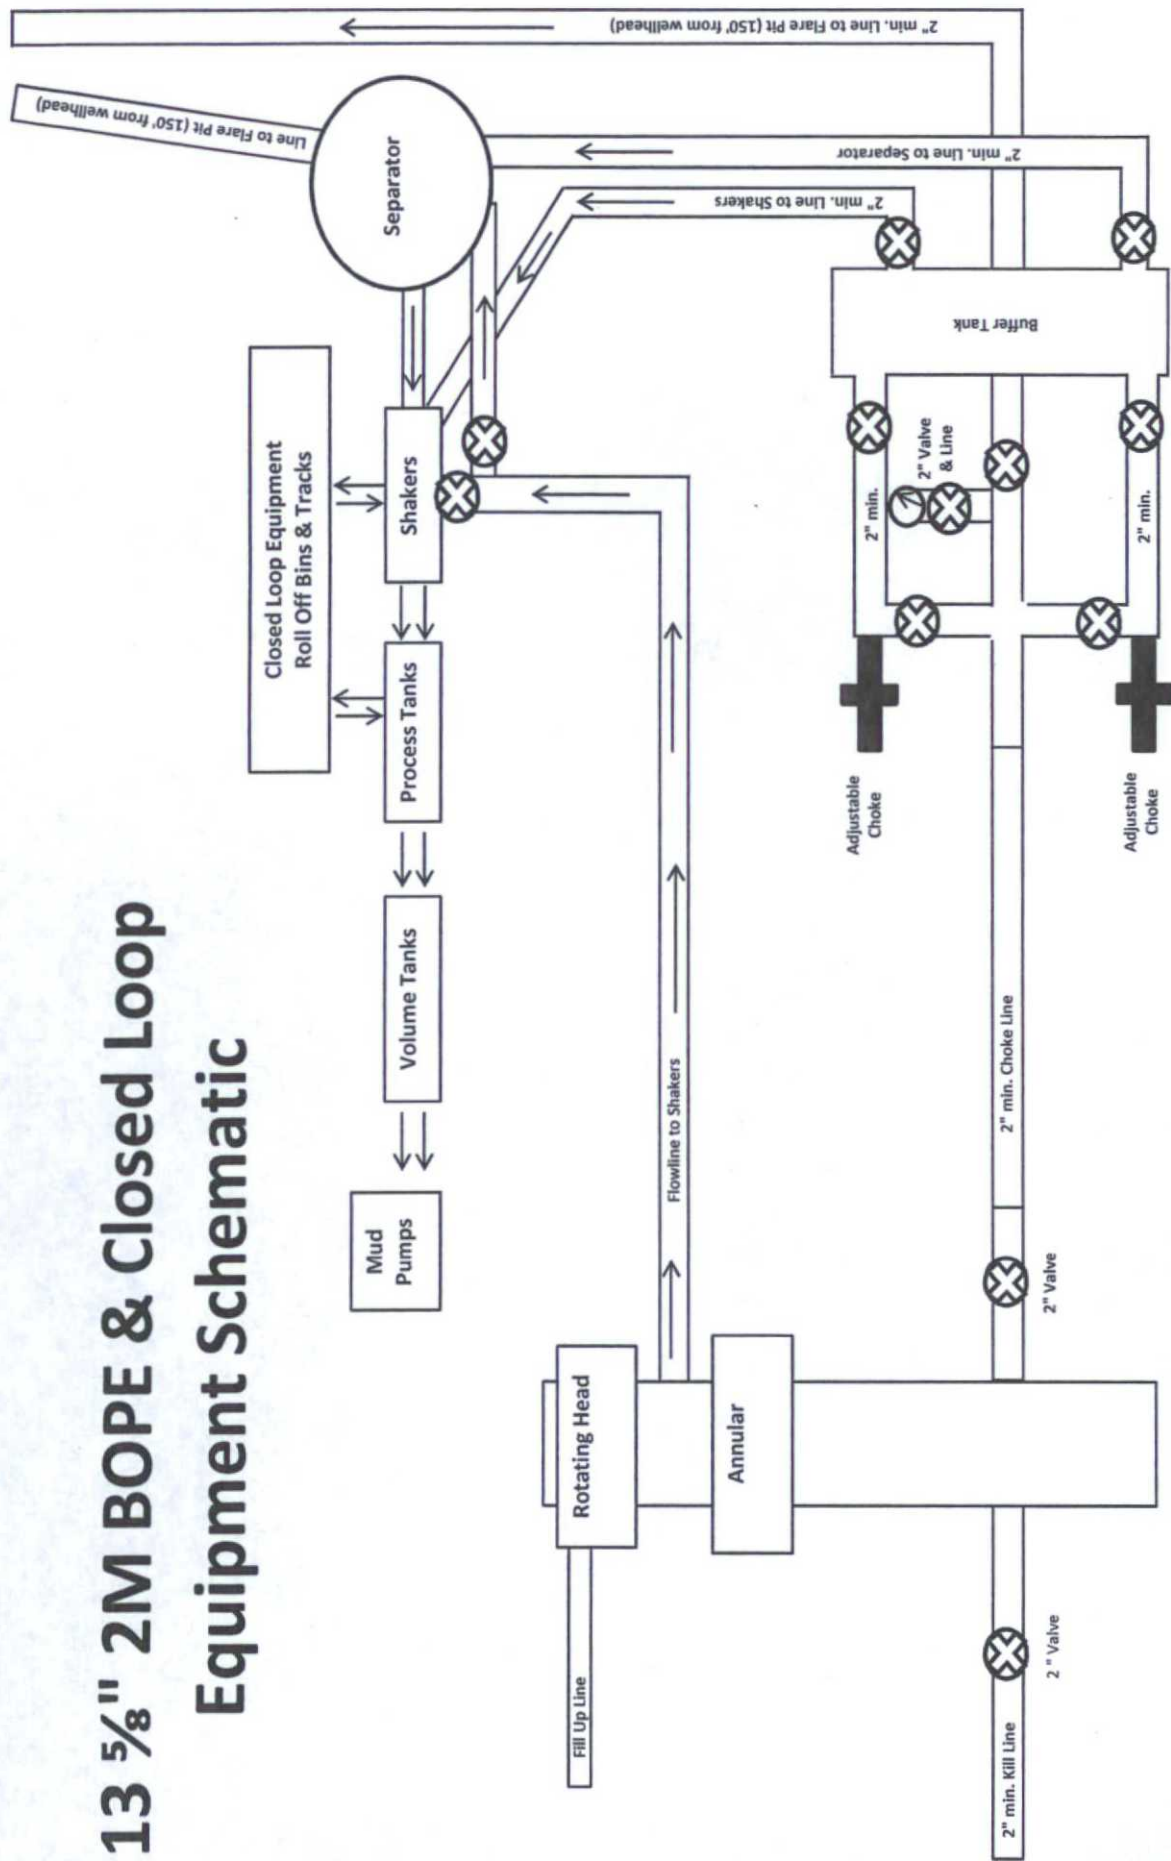 13 ⅝" 2M BOPE & Closed Loop
Equipment Schematic
Closed Loop Equipment
Roll Off Bins & Tracks
Mud
Pumps
Volume Tanks
Process Tanks
Shakers
Separator
Line to Flare Pit (150' from wellhead)
2" min. Line to Flare Pit (150' from wellhead)
Fill Up Line
Rotating Head
Flowline to Shakers
Annular
2" min. Line to Shakers
2" min. Line to Separator
Adjustable
Choke
2" min.
2" Valve
& Line
Buffer Tank
2" min. Kill Line
2 " Valve
2" Valve
2" min. Choke Line
Adjustable
Choke
2" min.